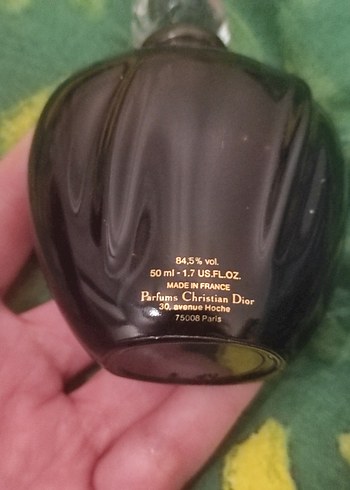 84,5% vol.
50 ml - 1.7 US.FL.OZ.
MADE IN FRANCE
Parfums Christian Dior
30, avenue Hoche
75008 Paris